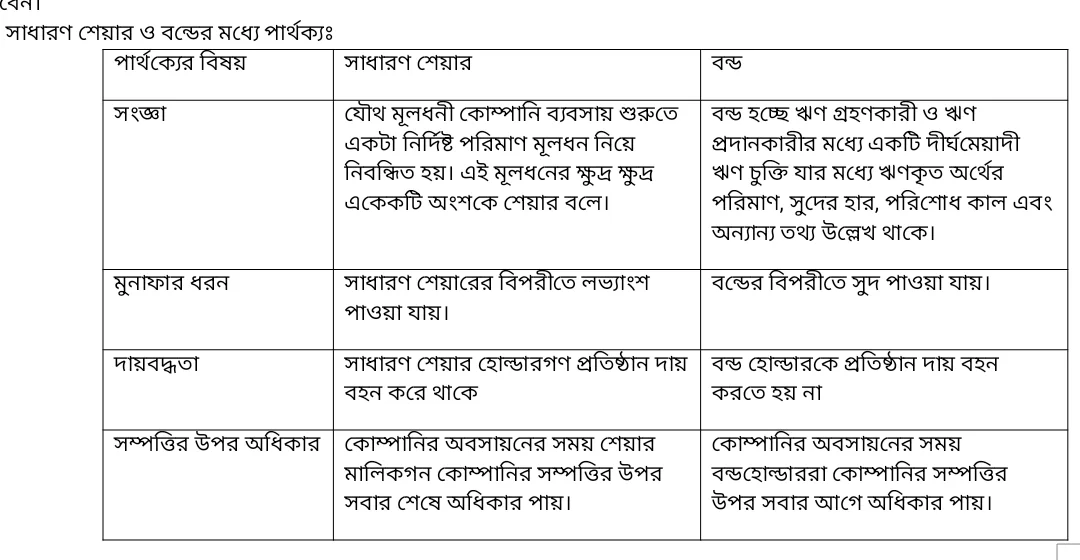 বেন।
সাধারণ শেয়ার ও বন্ডের মধ্যে পার্থক্যঃ
পার্থক্যের বিষয়
সাধারণ শেয়ার
বন্ড
সংজ্ঞা
যৌথ মূলধনী কোম্পানি ব্যবসায় শুরুতে
একটা নির্দিষ্ট পরিমাণ মূলধন নিয়ে
নিবন্ধিত হয়। এই মূলধনের ক্ষুদ্র ক্ষুদ্র
একেকটি অংশকে শেয়ার বলে।
বন্ড হচ্ছে ঋণ গ্রহণকারী ও ঋণ
প্রদানকারীর মধ্যে একটি দীর্ঘমেয়াদী
ঋণ চুক্তি যার মধ্যে ঋণকৃত অর্থের
পরিমাণ, সুদের হার, পরিশোধ কাল এবং
অন্যান্য তথ্য উল্লেখ থাকে।
মুনাফার ধরন
সাধারণ শেয়ারের বিপরীতে লভ্যাংশ
পাওয়া যায়।
বন্ডের বিপরীতে সুদ পাওয়া যায়।
দায়বদ্ধতা
সাধারণ শেয়ার হোল্ডারগণ প্রতিষ্ঠান দায়
বহন করে থাকে
বন্ড হোল্ডারকে প্রতিষ্ঠান দায় বহন
করতে হয় না
সম্পত্তির উপর অধিকার
কোম্পানির অবসায়নের সময় শেয়ার
মালিকগন কোম্পানির সম্পত্তির উপর
সবার শেষে অধিকার পায়।
কোম্পানির অবসায়নের সময়
বন্ডহোল্ডাররা কোম্পানির সম্পত্তির
উপর সবার আগে অধিকার পায়।